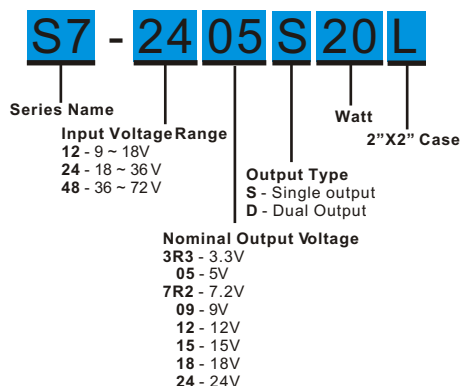 S7 - 24 05 S 20 L
Series Name
Input Voltage Range
12 - 9 ~ 18V
24 - 18 ~ 36V
48 - 36 ~ 72V
Watt
2”X2” Case
Output Type
S - Single output
D - Dual Output
Nominal Output Voltage
3R3 - 3.3V
05 - 5V
7R2 - 7.2V
09 - 9V
12 - 12V
15 - 15V
18 - 18V
24 - 24V